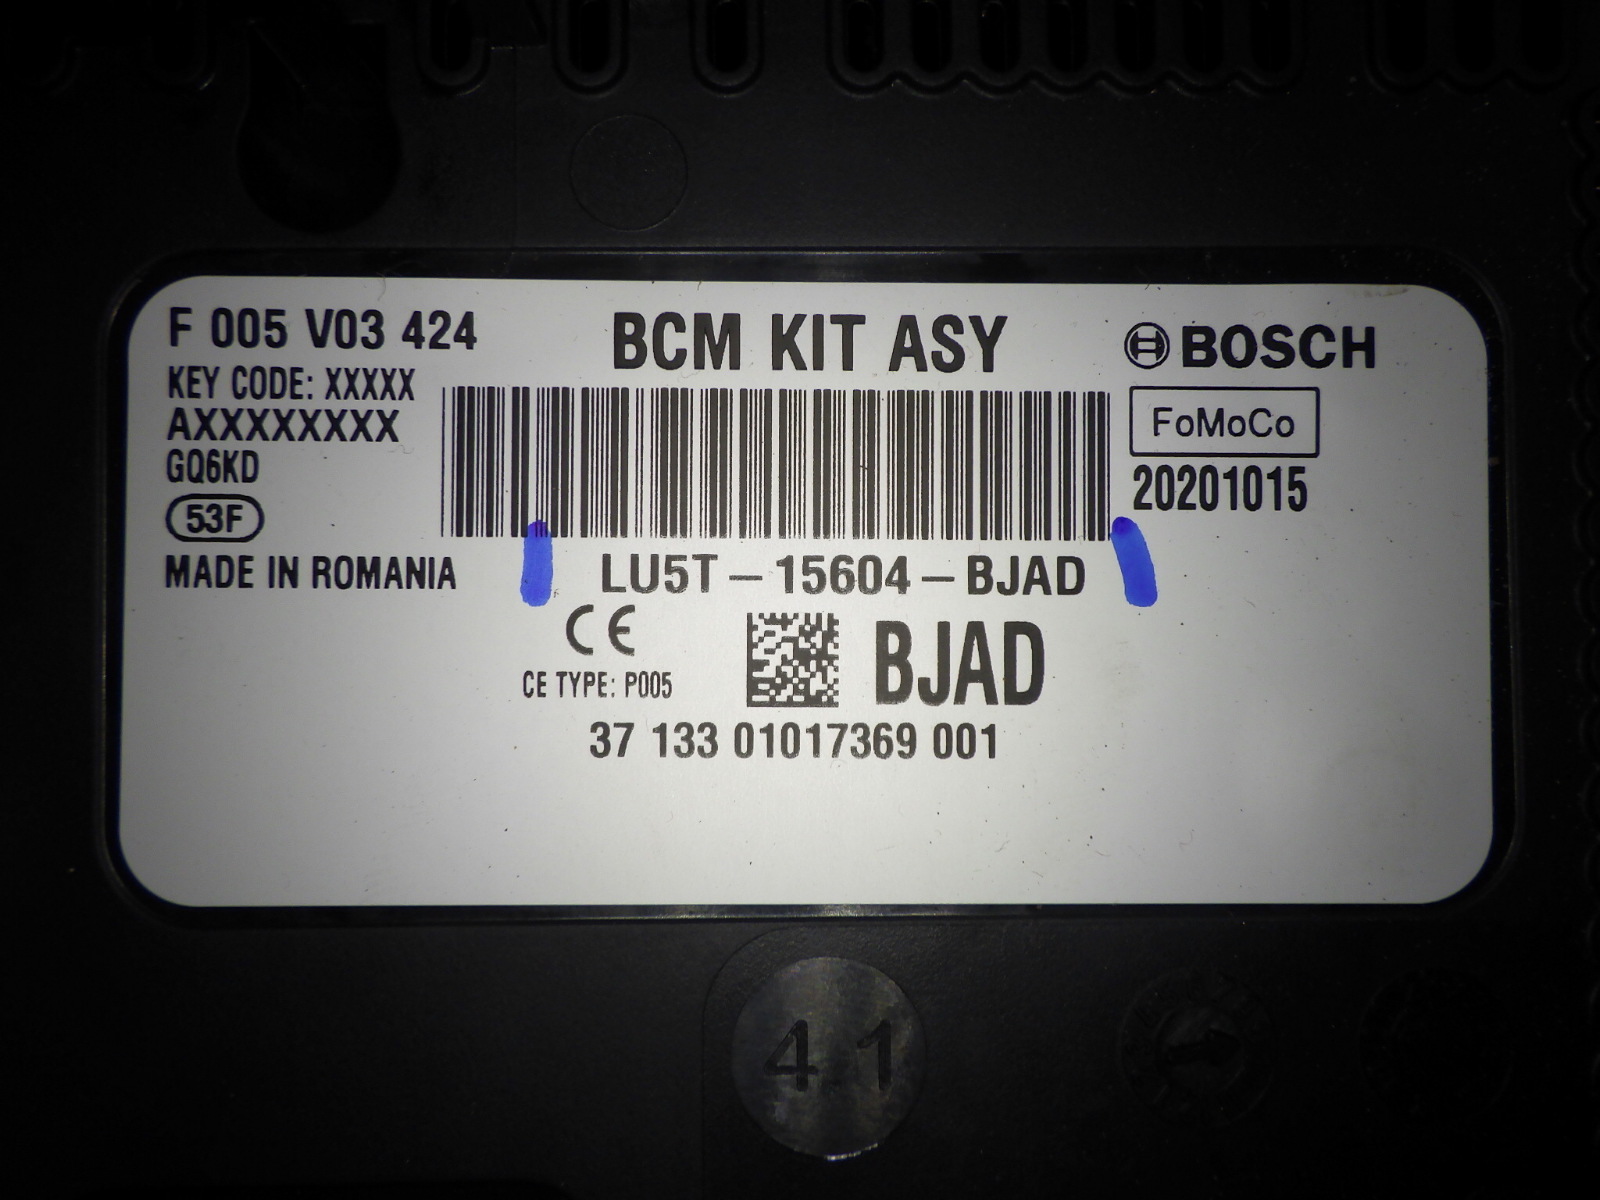 F 005 V03 424
BCM KIT ASY
BOSCH
KEY CODE: XXXXX
AXXXXXXXXX
GQ6KD
53F
MADE IN ROMANIA
FoMoCo
20201015
LU5T-15604-BJAD
CE
CE TYPE: P005
BJAD
37 133 01017369 001
41